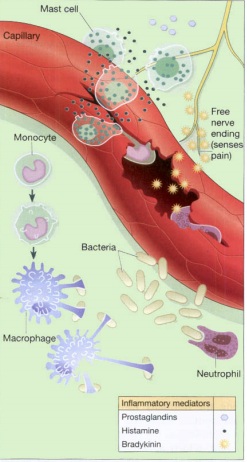 Mast cell
Capillary
Free
nerve
ending
(senses
pain)
Monocyte
Bacteria
Macrophage
Neutrophil
Inflammatory mediators
Prostaglandins
Histamine
Bradykinin